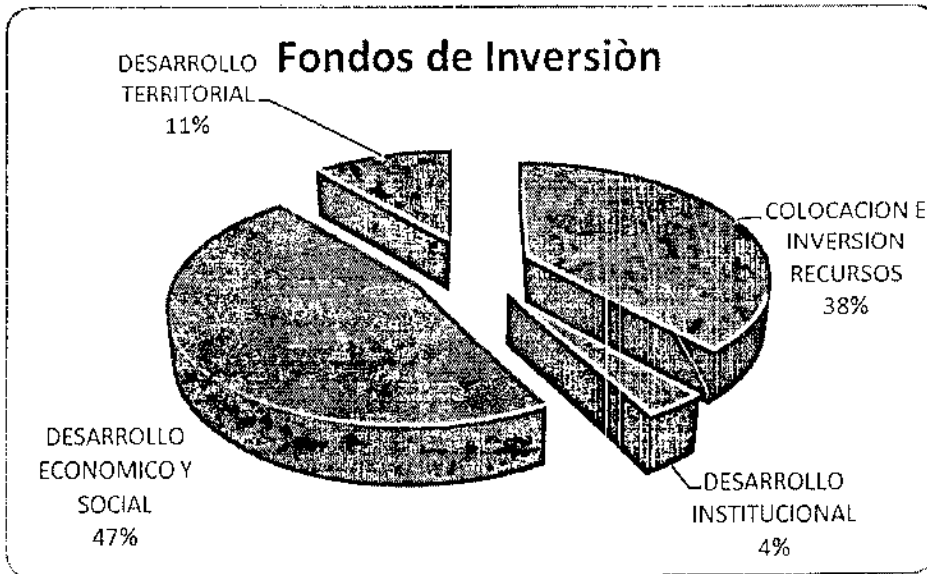 Fondos de Inversiòn
DESARROLLO
TERRITORIAL
11%
COLOCACION E
INVERSION
RECURSOS
38%
DESARROLLO
ECONOMICO Y
SOCIAL
47%
DESARROLLO
INSTITUCIONAL
4%